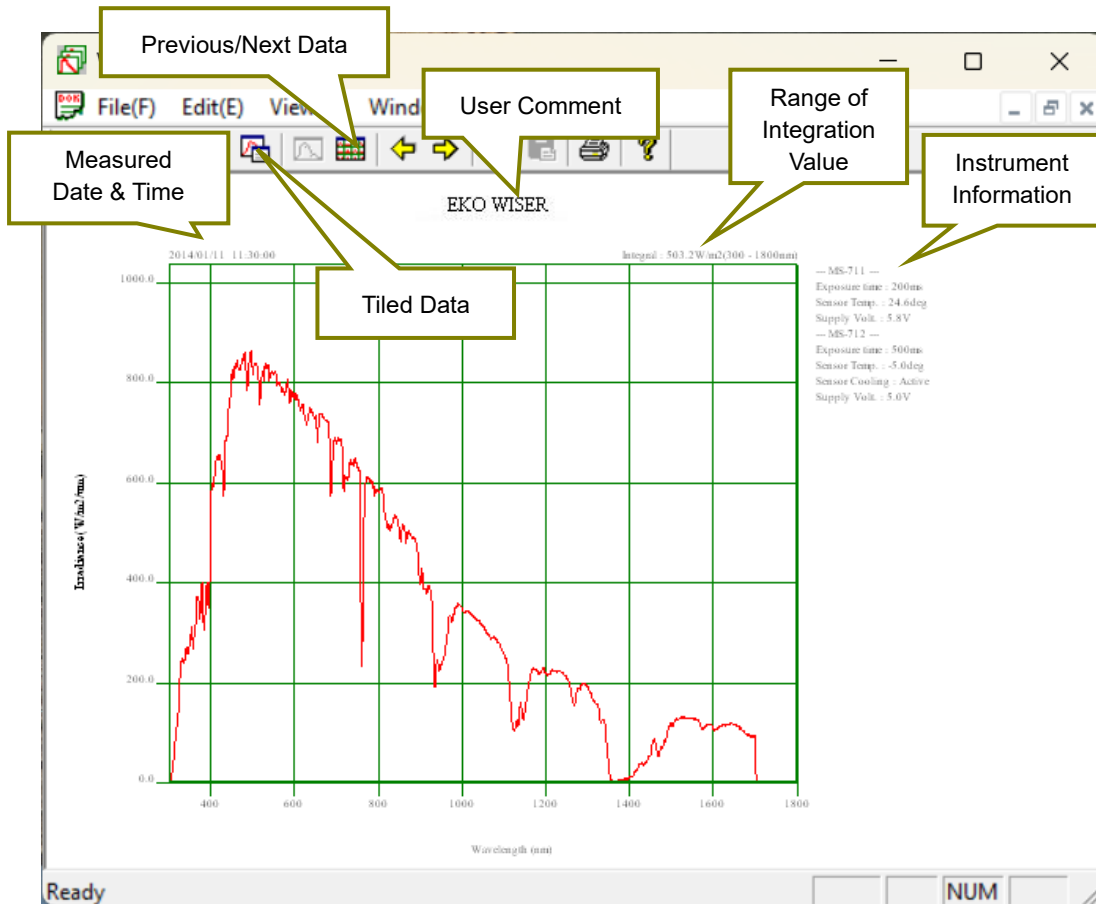 Previous/Next Data
File(F) Edit(E) View Wind
User Comment
Range of
Integration
Value
Measured
Date & Time
Instrument
Information
EKO WISER
2014/01/11 11:30:00
Integral : 503.2W/m2(300 - 1800nm)
Tiled Data
--- MS-711 ---
Exposure time : 200ms
Sensor Temp. : 24.6deg
Supply Volt. : 5.8V
--- MS-712 ---
Exposure time : 500ms
Sensor Temp. : -5.0deg
Sensor Cooling : Active
Supply Volt. : 5.0V
1000.0
800.0
600.0
400.0
200.0
0.0
Irradiance(W/m2/um)
400 600 800 1000 1200 1400 1600 1800
Wavelength (nm)
Ready
NUM